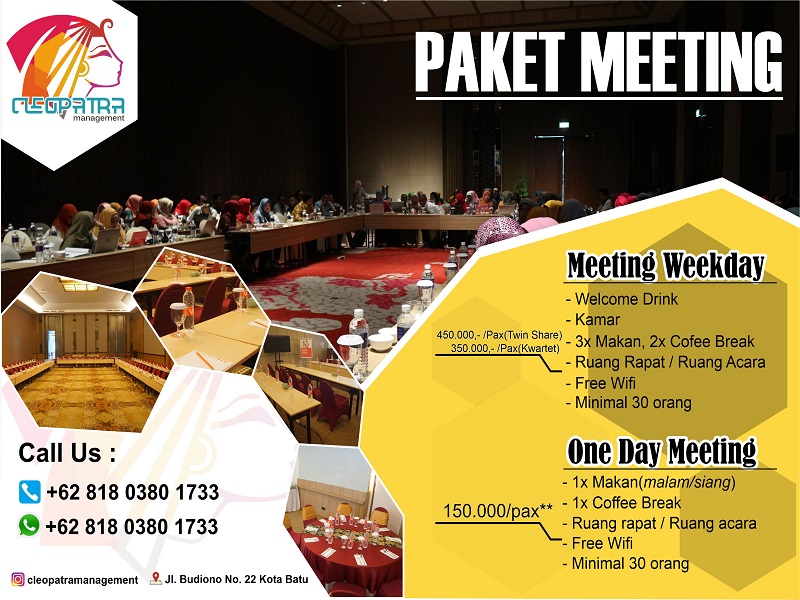 CLEOPATRA
management
PAKET MEETING
Meeting Weekday
- Welcome Drink
- Kamar
- 3x Makan, 2x Cofee Break
- Ruang Rapat / Ruang Acara
- Free Wifi
- Minimal 30 orang
450.000,- /Pax(Twin Share)
350.000,- /Pax(Kwartet)
One Day Meeting
- 1x Makan(malam/siang)
- 1x Coffee Break
- Ruang rapat / Ruang acara
- Free Wifi
- Minimal 30 orang
150.000/pax**
Call Us :
+62 818 0380 1733
+62 818 0380 1733
cleopatramanagement
Jl. Budiono No. 22 Kota Batu